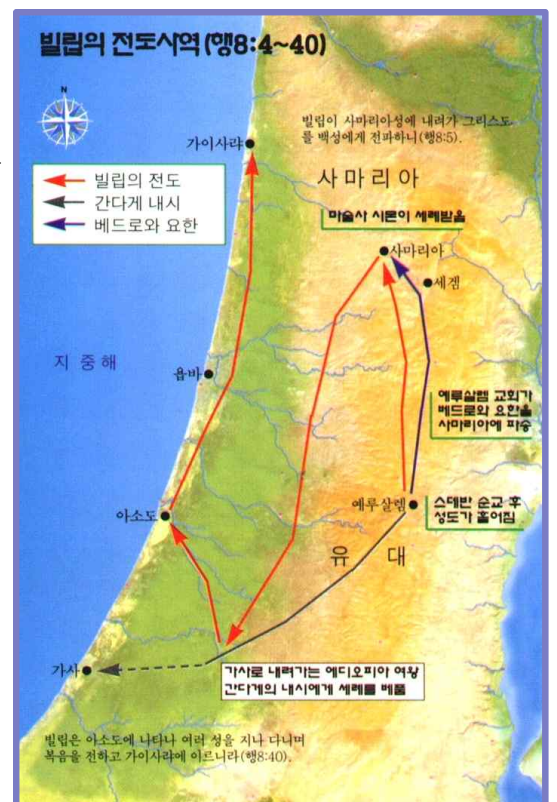 빌립의 전도사역(행8:4~40)
N
빌립이 사마리아성에 내려가 그리스도
를 백성에게 전파하니(행8:5).
가이사랴
사 마 리 아
빌립의 전도
간다게 내시
베드로와 요한
마술사 시몬이 세례받음
사마리아
세겜
지 중 해
욥바
예루살렘 교회가
베드로와 요한을
사마리아에 파송
예루살렘
스데반 순교 후
성도가 흩어짐
아소도
유 대
가사
가사로 내려가는 에디오피아 여왕
간다게의 내시에게 세례를 베품
빌립은 아소도에 나타나 여러 성을 지나 다니며
복음을 전하고 가이사랴에 이르니라(행8:40).